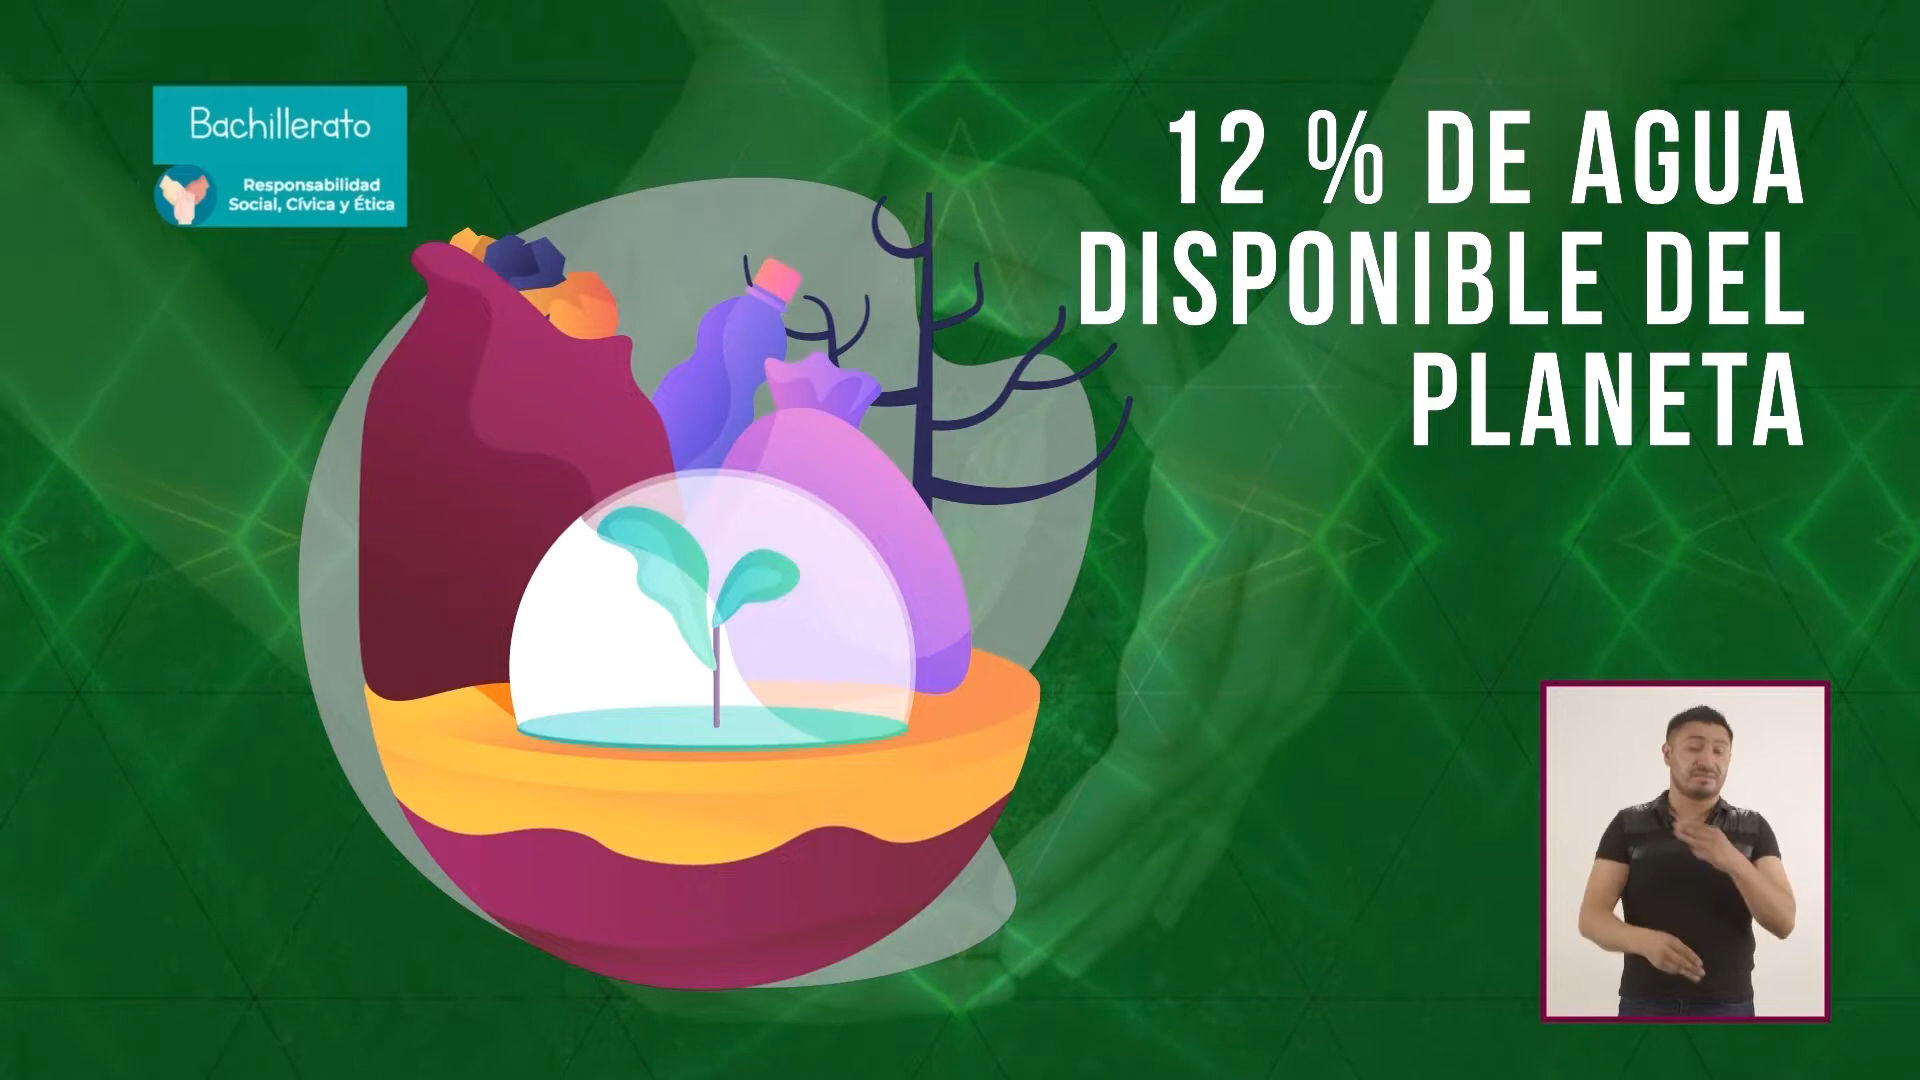 Bachillerato
Responsabilidad
Social, Cívica y Ética
12 % DE AGUA
DISPONIBLE DEL
PLANETA